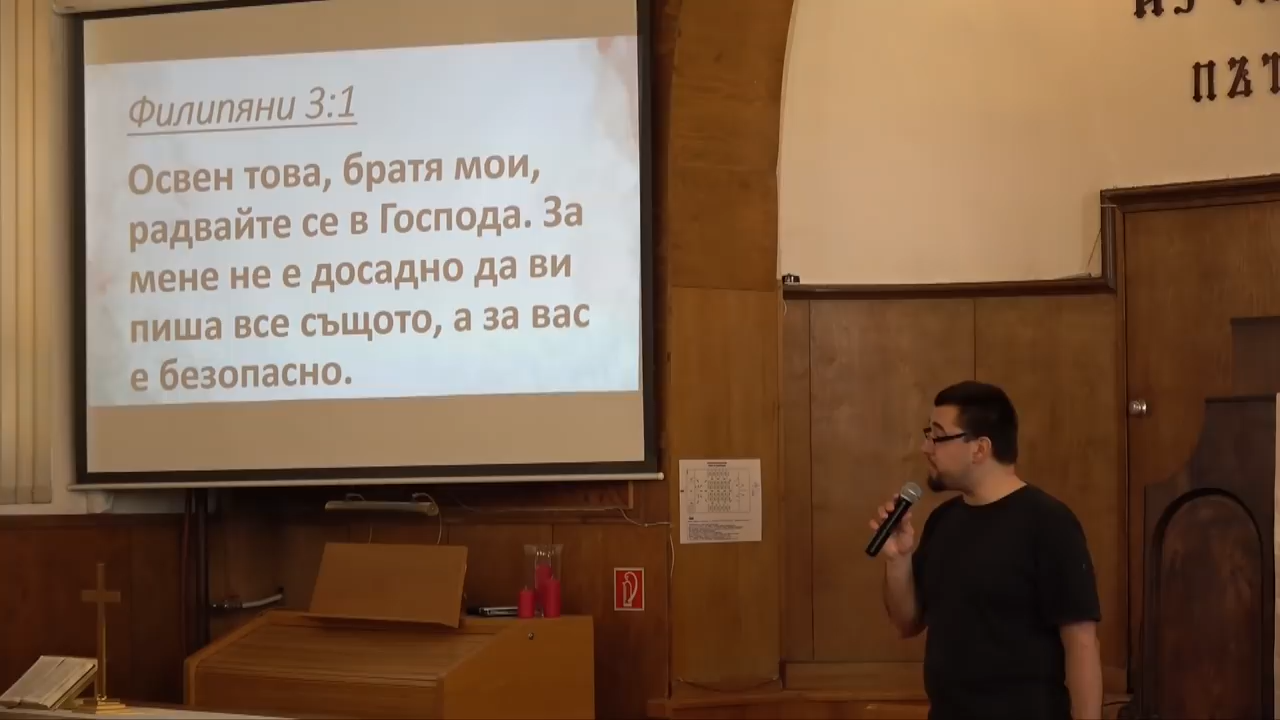 Филипяни 3:1
Освен това, братя мои,
радвайте се в Господа. За
мене не е досадно да ви
пиша все същото, а за вас
е безопасно.